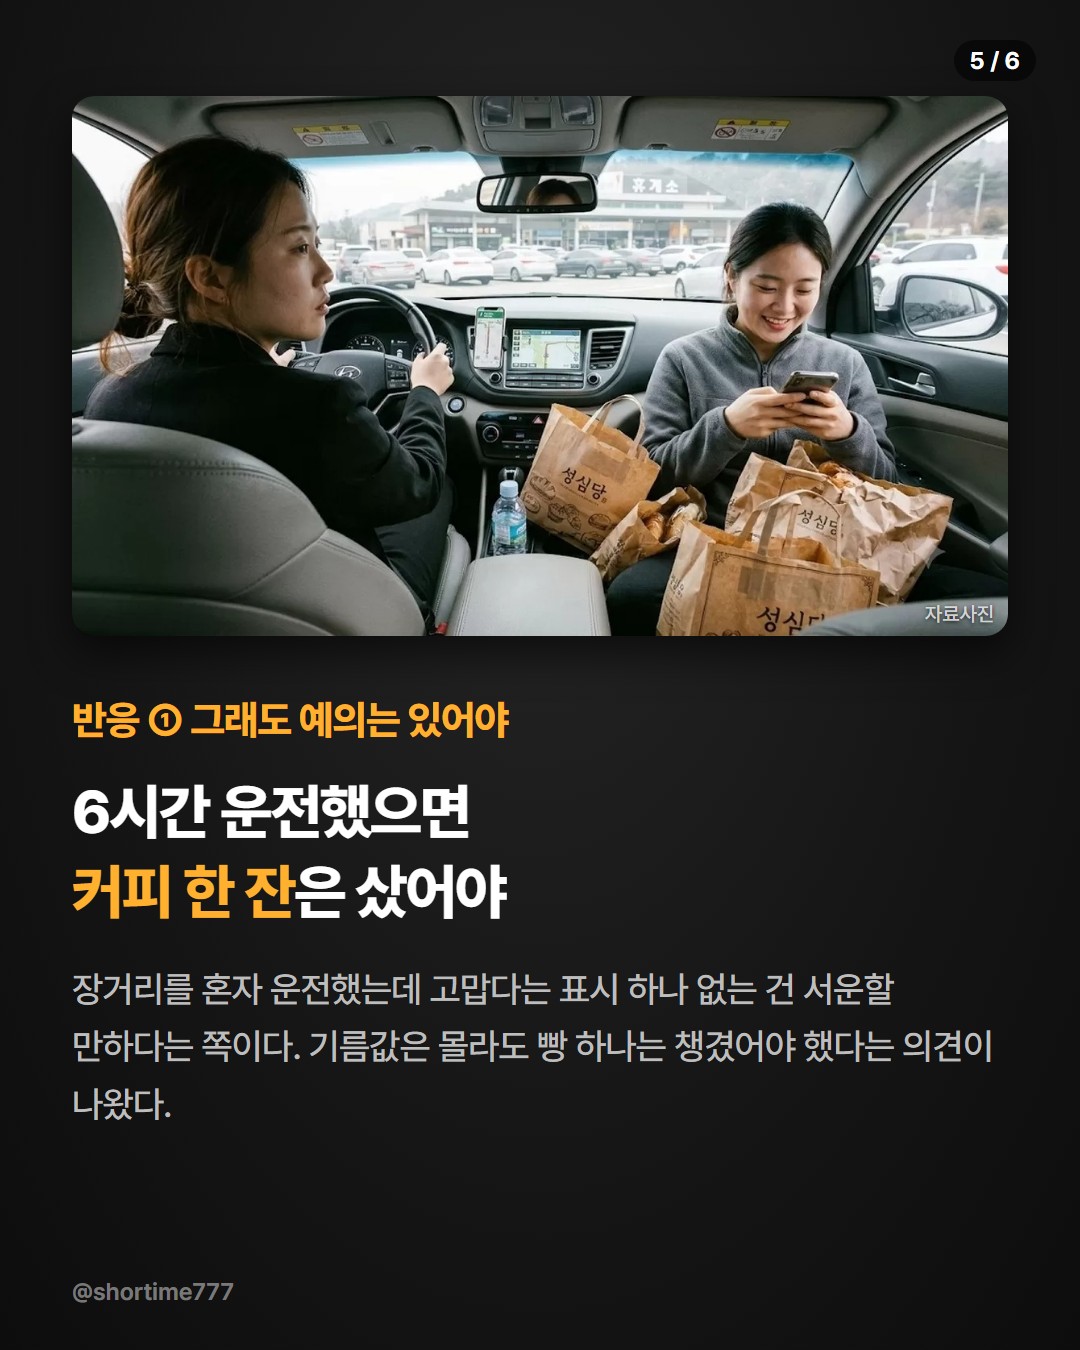 5 / 6
휴게소
성심당
성심당
성심
자료사진
반응 ① 그래도 예의는 있어야
6시간 운전했으면
커피 한 잔은 샀어야
장거리를 혼자 운전했는데 고맙다는 표시 하나 없는 건 서운할
만하다는 쪽이다. 기름값은 몰라도 빵 하나는 챙겼어야 했다는 의견이
나왔다.
@shortime777